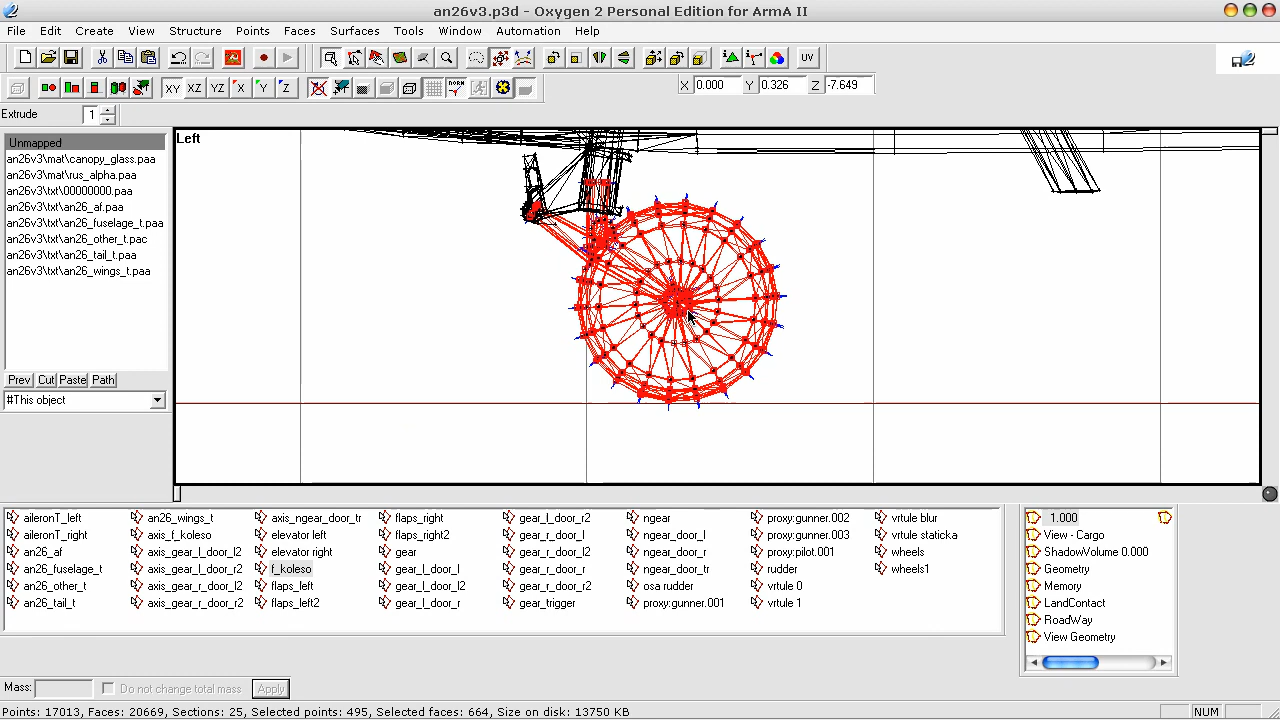 an26v3.p3d - Oxygen 2 Personal Edition for ArmA II
File Edit Create View Structure Points Faces Surfaces Tools Window Automation Help
UV
XY XZ YZ X Y Z NORM X 0.000 Y 0.326 Z -7.649
Extrude 1
Unmapped
an26v3\mat\canopy_glass.paa
an26v3\mat\rus_alpha.paa
an26v3\txt\00000000.paa
an26v3\txt\an26_af.paa
an26v3\txt\an26_fuselage_t.paa
an26v3\txt\an26_other_t.pac
an26v3\txt\an26_tail_t.paa
an26v3\txt\an26_wings_t.paa
Prev Cut Paste Path
#This object
Left
aileronT_left an26_wings_t axis_ngear_door_tr flaps_right gear_l_door_r2 ngear proxy:gunner.002 vrtule blur
aileronT_right axis_f_koleso elevator left flaps_right2 gear_r_door_l ngear_door_l proxy:gunner.003 vrtule staticka
an26_af axis_gear_l_door_l2 elevator right gear gear_r_door_l2 ngear_door_r proxy:pilot.001 wheels
an26_fuselage_t axis_gear_l_door_r2 f_koleso gear_l_door_l gear_r_door_r ngear_door_tr rudder wheels1
an26_other_t axis_gear_r_door_l2 flaps_left gear_l_door_l2 gear_r_door_r2 osa rudder vrtule 0
an26_tail_t axis_gear_r_door_r2 flaps_left2 gear_l_door_r gear_trigger proxy:gunner.001 vrtule 1
1.000
View - Cargo
ShadowVolume 0.000
Geometry
Memory
LandContact
RoadWay
View Geometry
Mass: Do not change total mass Apply
Points: 17013, Faces: 20669, Sections: 25, Selected points: 495, Selected faces: 664, Size on disk: 13750 KB NUM